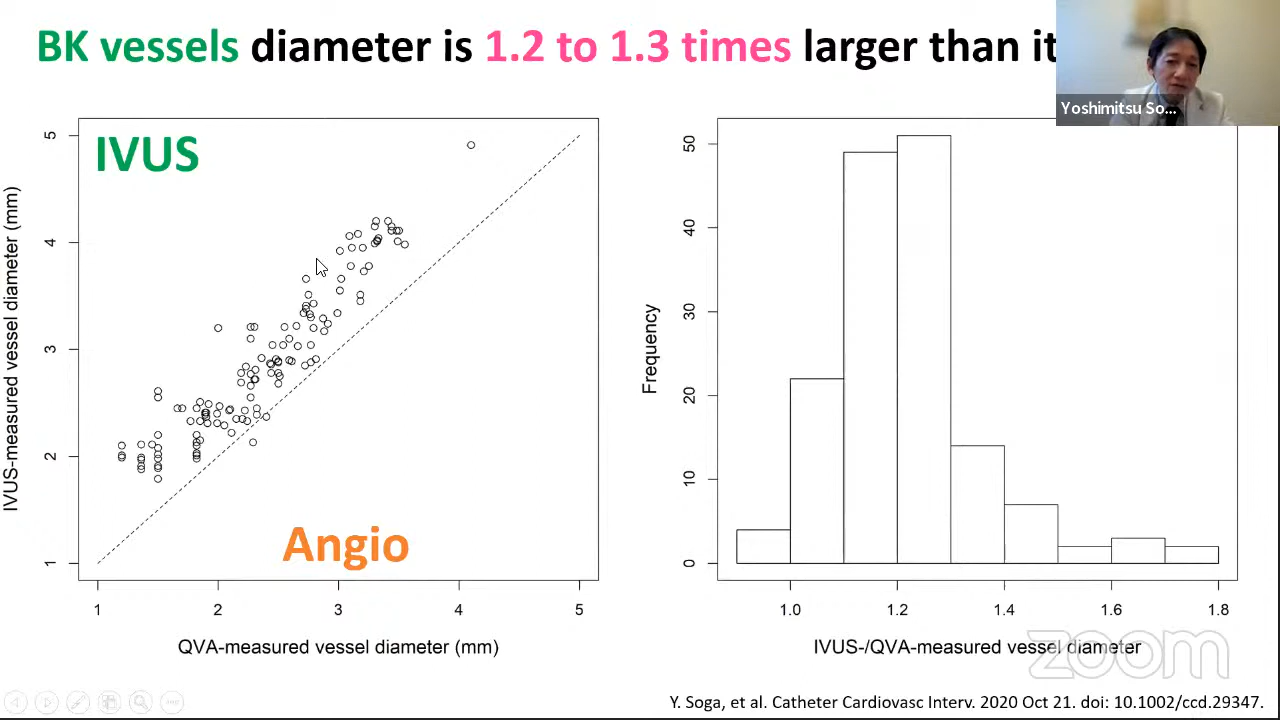 BK vessels diameter is 1.2 to 1.3 times larger than it
Yoshimitsu So...
IVUS
Angio
IVUS-measured vessel diameter (mm)
5
4
3
2
1
1 2 3 4 5
QVA-measured vessel diameter (mm)
Frequency
50
40
30
20
10
0
1.0 1.2 1.4 1.6 1.8
IVUS-/QVA-measured vessel diameter
zoom
Y. Soga, et al. Catheter Cardiovasc Interv. 2020 Oct 21. doi: 10.1002/ccd.29347.